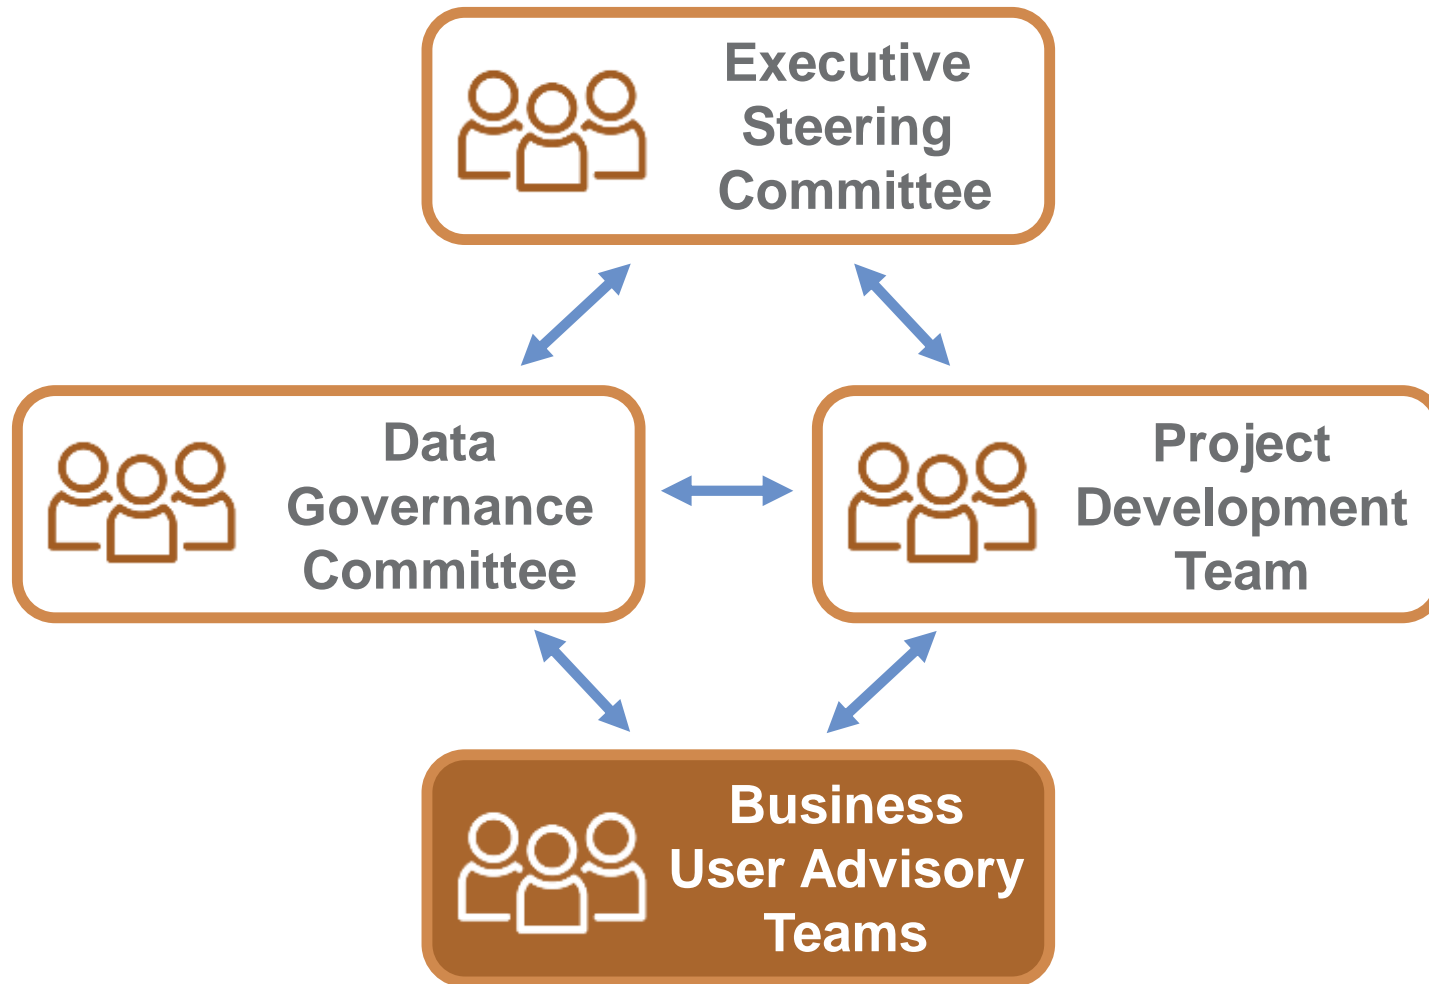 Executive
Steering
Committee
Data
Governance
Committee
Project
Development
Team
Business
User Advisory
Teams